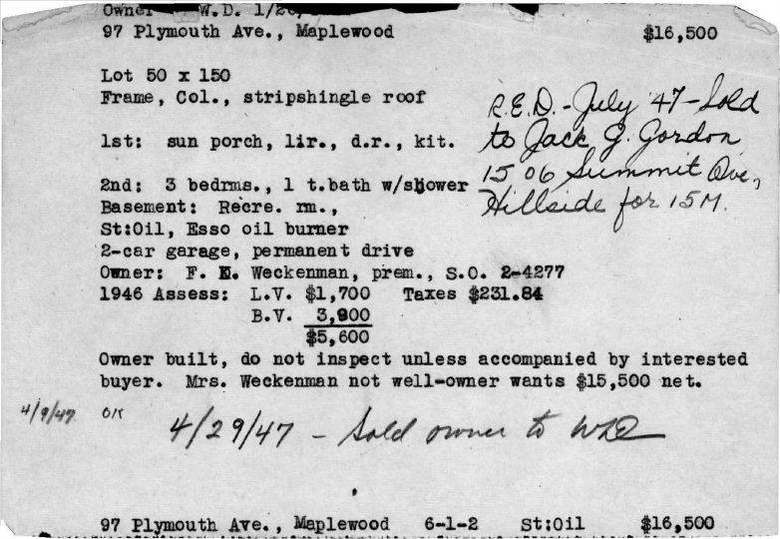 Owner W.D. 1/20/
97 Plymouth Ave., Maplewood $16,500
Lot 50 x 150
Frame, Col., stripshingle roof
R.E.D. - July '47 - Sold
to Jack G. Gordon
1506 Summit Ave.,
Hillside for 15M.
1st: sun porch, lir., d.r., kit.
2nd: 3 bedrms., 1 t.bath w/shower
Basement: Recre. rm.,
St:Oil, Esso oil burner
2-car garage, permanent drive
Owner: F. E. Weckenman, prem., S.O. 2-4277
1946 Assess: L.V. $1,700 Taxes $231.84
B.V. 3,900
$5,600
Owner built, do not inspect unless accompanied by interested
buyer. Mrs. Weckenman not well-owner wants $15,500 net.
4/9/47 OK
4/29/47 - Sold owner to
97 Plymouth Ave., Maplewood 6-1-2 St:Oil $16,500